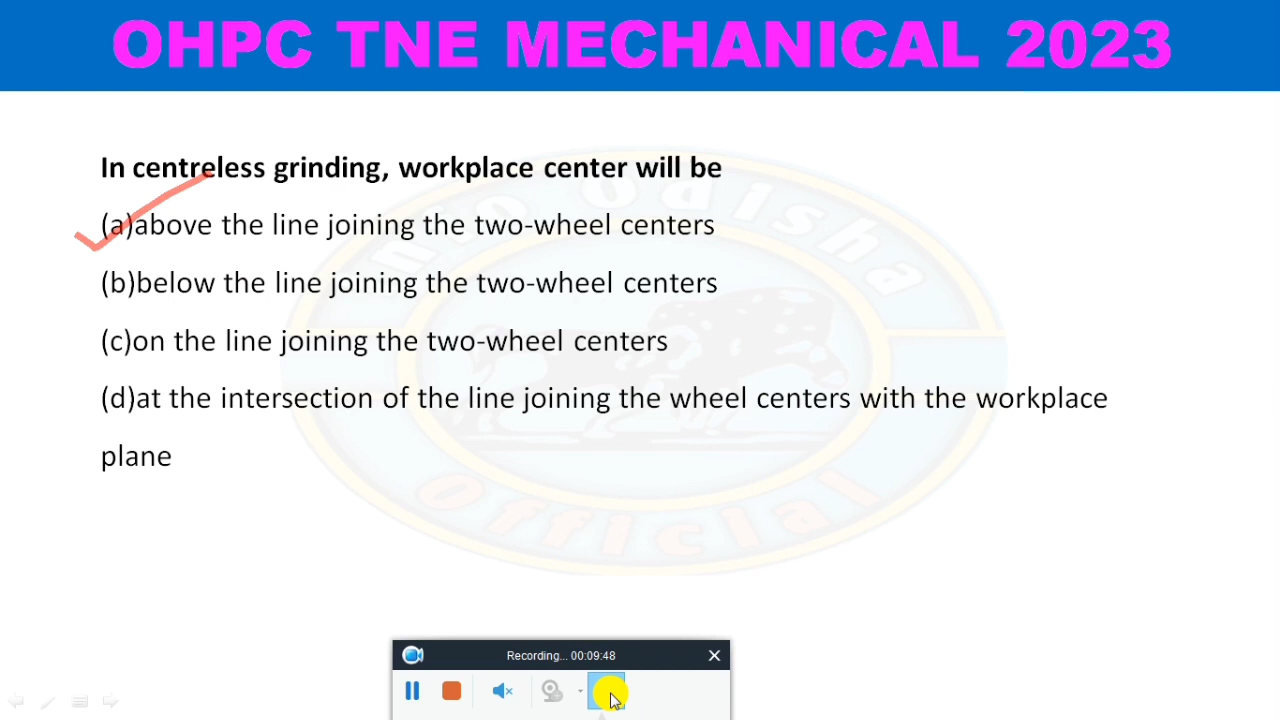 OHPC TNE MECHANICAL 2023
In centreless grinding, workplace center will be
(a)above the line joining the two-wheel centers
(b)below the line joining the two-wheel centers
(c)on the line joining the two-wheel centers
(d)at the intersection of the line joining the wheel centers with the workplace
plane
Odisha
Official
Recording... 00:09:48